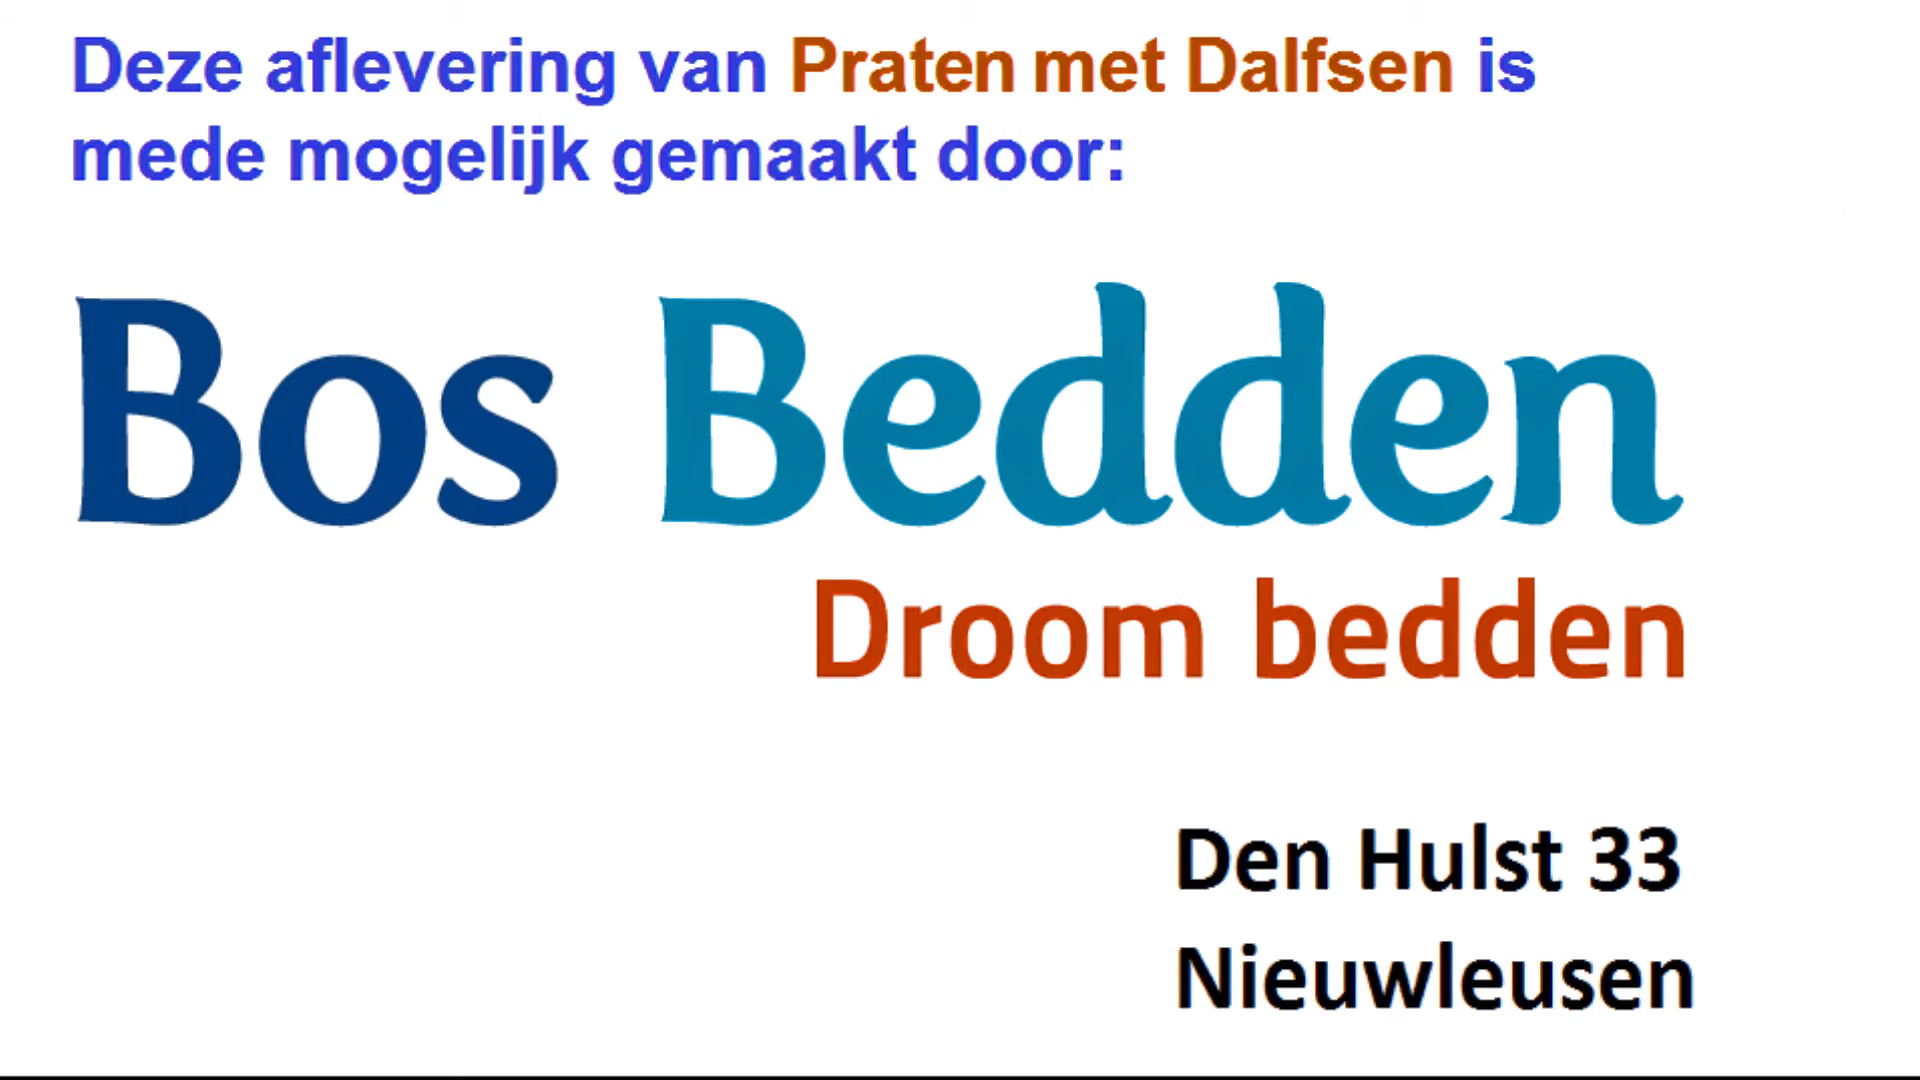 Deze aflevering van Praten met Dalfsen is
mede mogelijk gemaakt door:
Bos Bedden
Droom bedden
Den Hulst 33
Nieuwleusen